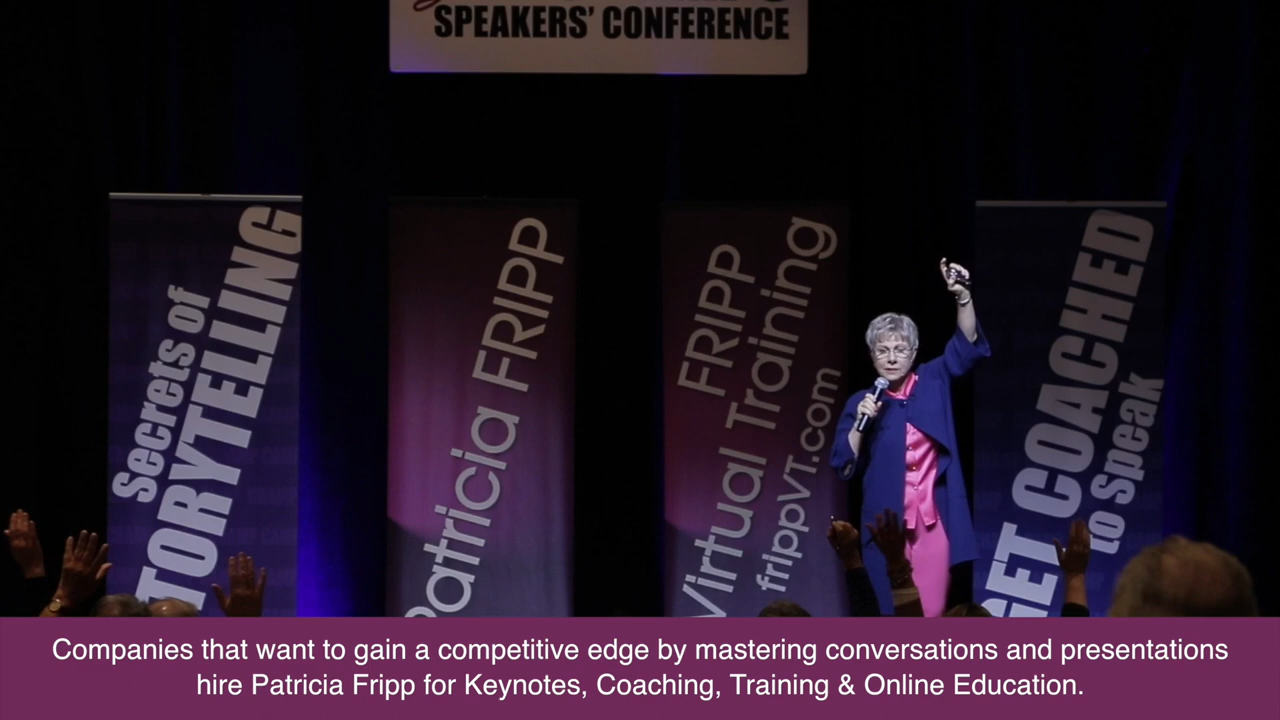 SPEAKERS' CONFERENCE
Secrets of
STORYTELLING
Patricia FRIPP
FRIPP
Virtual Training
frippVT.com
GET COACHED
to Speak
Companies that want to gain a competitive edge by mastering conversations and presentations
hire Patricia Fripp for Keynotes, Coaching, Training & Online Education.